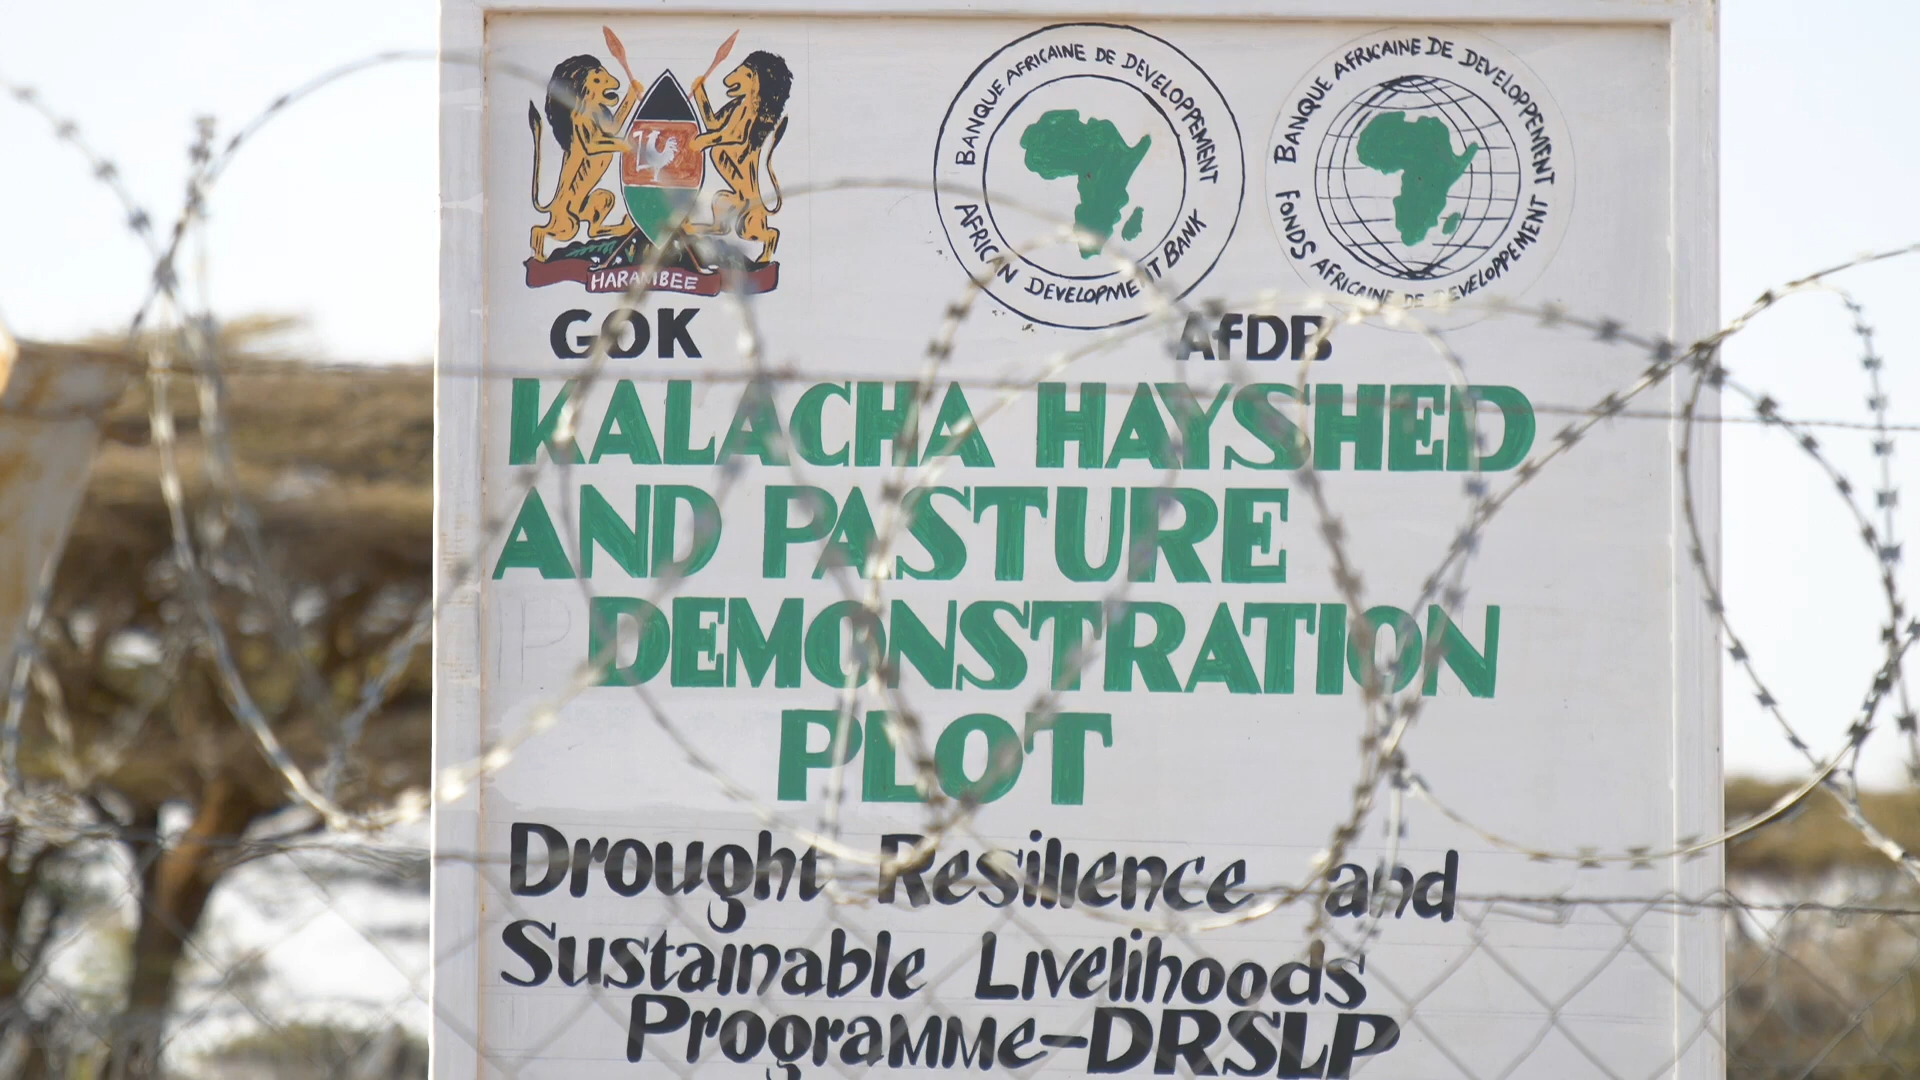 HARAMBEE
BANQUE AFRICAINE DE DEVELOPPEMENT
AFRICAN DEVELOPMENT BANK
BANQUE AFRICAINE DE DEVELOPPEMENT
FONDS AFRICAINE DE DEVELOPPEMENT
GOK
AfDB
KALACHA HAYSHED
AND PASTURE
DEMONSTRATION
PLOT
Drought Resilience and
Sustainable Livelihoods
Programme-DRSLP